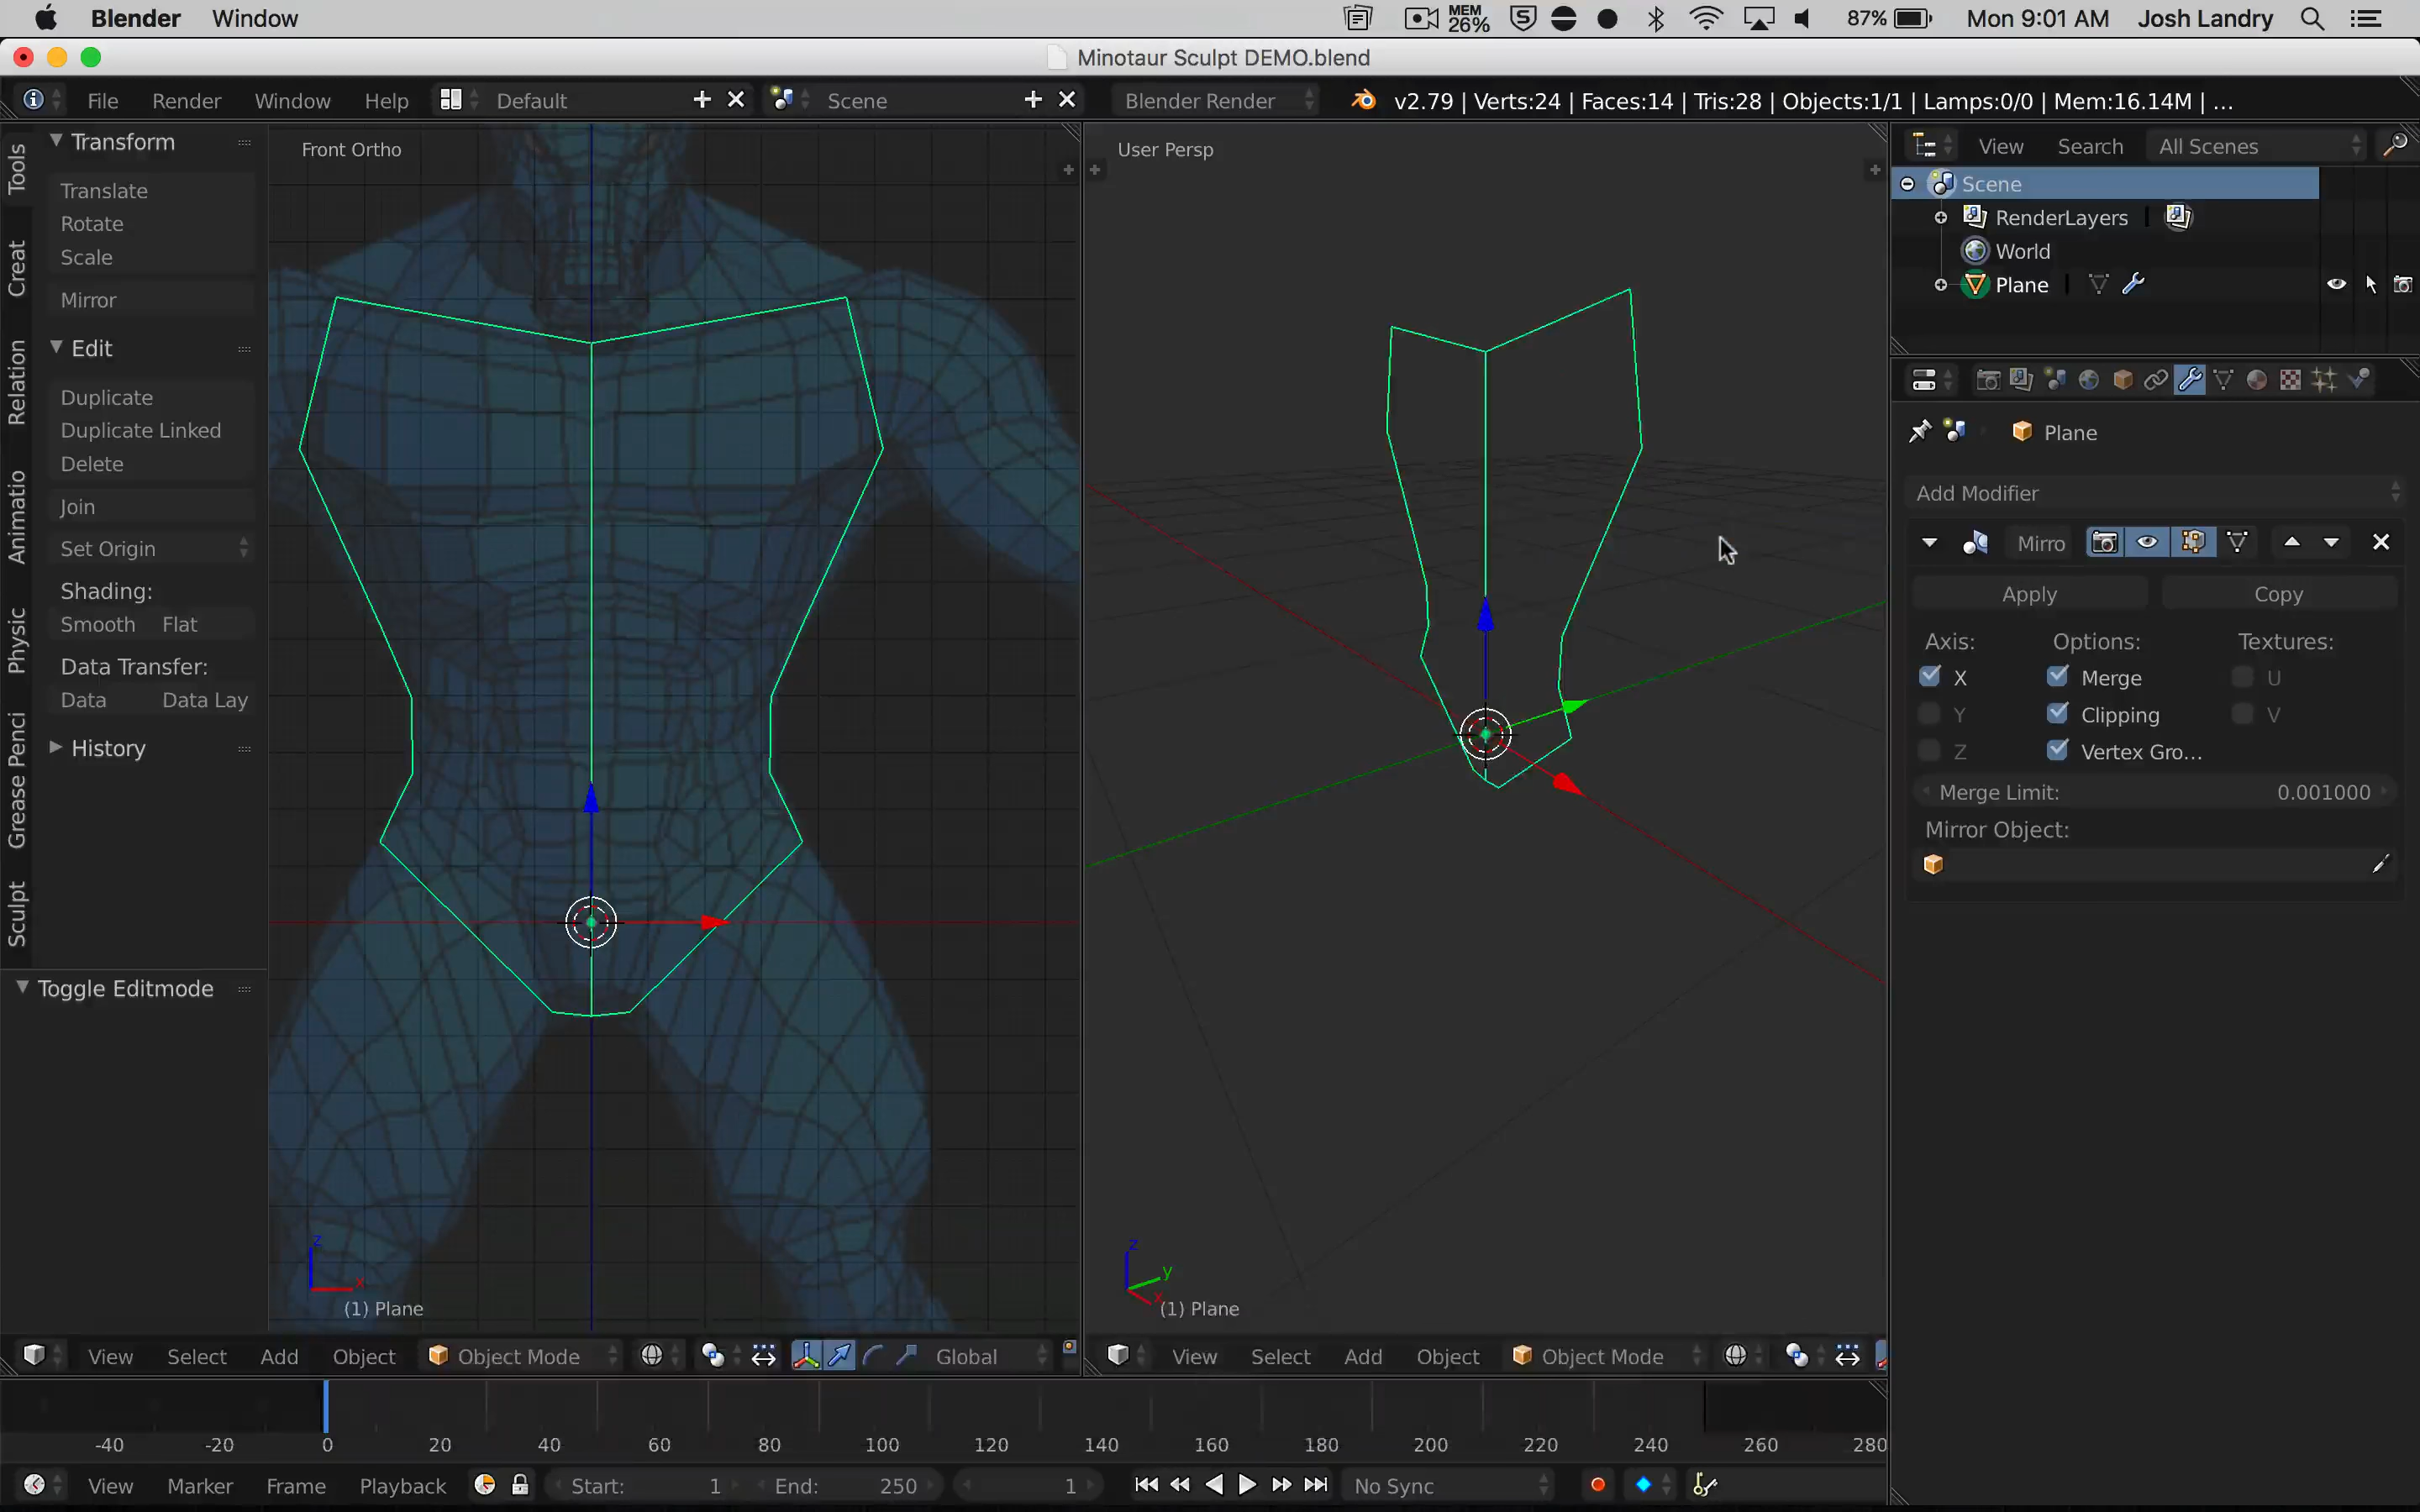 Blender Window MEM 26% 87% Mon 9:01 AM Josh Landry
Minotaur Sculpt DEMO.blend
File Render Window Help Default Scene Blender Render v2.79 | Verts:24 | Faces:14 | Tris:28 | Objects:1/1 | Lamps:0/0 | Mem:16.14M | ...
Tools
Creat
Relation
Animatio
Physic
Grease Penci
Sculpt
Transform
Translate
Rotate
Scale
Mirror
Edit
Duplicate
Duplicate Linked
Delete
Join
Set Origin
Shading:
Smooth Flat
Data Transfer:
Data Data Lay
History
Toggle Editmode
Front Ortho
z
x
(1) Plane
User Persp
z
y
x
(1) Plane
View Search All Scenes
Scene
RenderLayers
World
Plane
Plane
Add Modifier
Mirro
Apply Copy
Axis: Options: Textures:
X Merge U
Y Clipping V
Z Vertex Gro...
Merge Limit: 0.001000
Mirror Object:
View Select Add Object Object Mode Global
View Select Add Object Object Mode
-40 -20 0 20 40 60 80 100 120 140 160 180 200 220 240 260 280
View Marker Frame Playback Start: 1 End: 250 1 No Sync